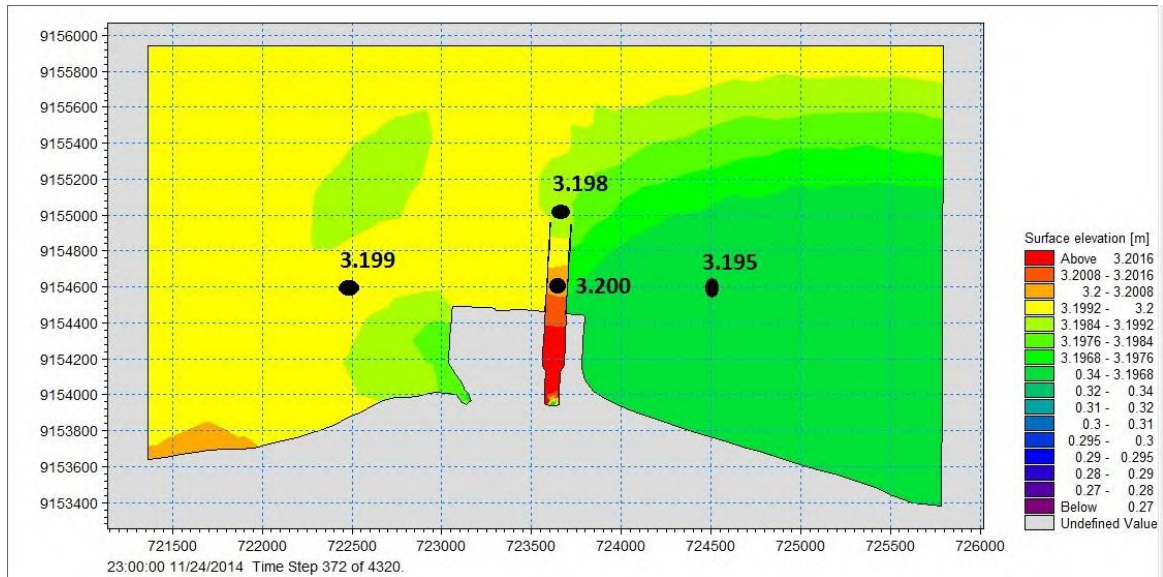 9156000
9155800
9155600
9155400
9155200
9155000
9154800
9154600
9154400
9154200
9154000
9153800
9153600
9153400
3.198
3.199
3.195
3.200
721500 722000 722500 723000 723500 724000 724500 725000 725500 726000
23:00:00 11/24/2014 Time Step 372 of 4320.
Surface elevation [m]
Above 3.2016
3.2008 - 3.2016
3.2 - 3.2008
3.1992 - 3.2
3.1984 - 3.1992
3.1976 - 3.1984
3.1968 - 3.1976
0.34 - 3.1968
0.32 - 0.34
0.31 - 0.32
0.3 - 0.31
0.295 - 0.3
0.29 - 0.295
0.28 - 0.29
0.27 - 0.28
Below 0.27
Undefined Value